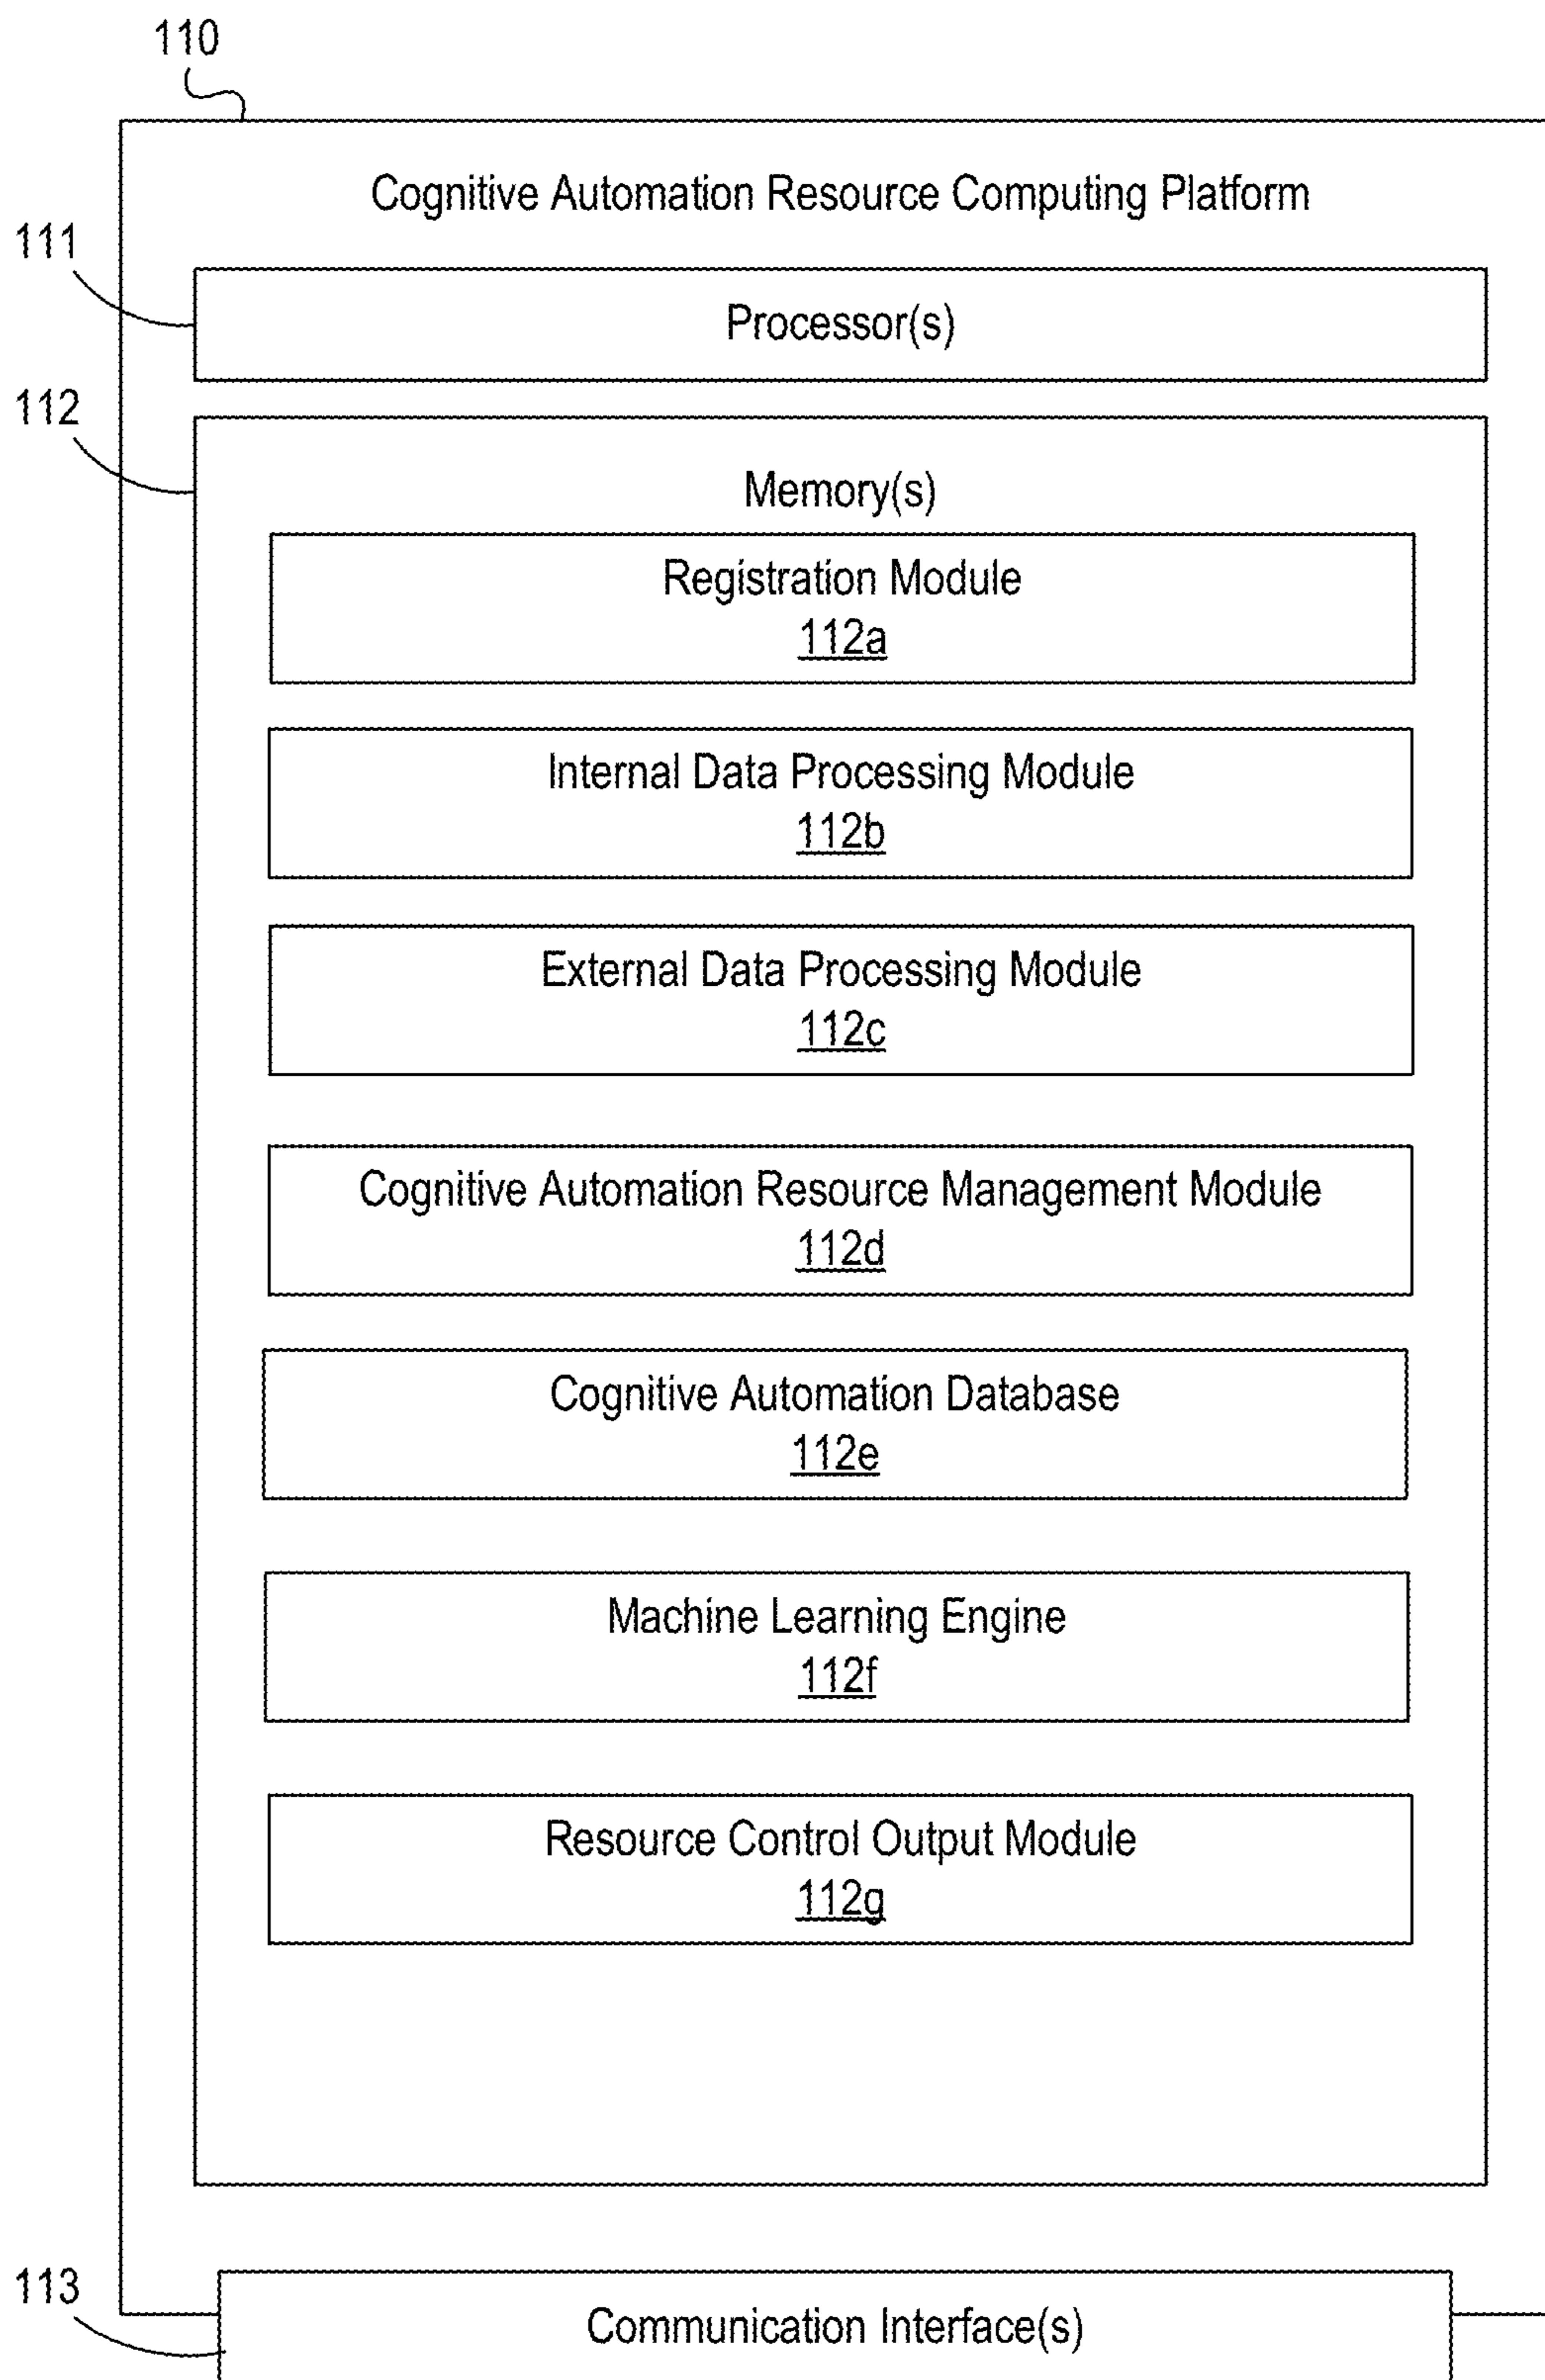 110
Cognitive Automation Resource Computing Platform
111
Processor(s)
112
Memory(s)
Registration Module
112a
Internal Data Processing Module
112b
External Data Processing Module
112c
Cognitive Automation Resource Management Module
112d
Cognitive Automation Database
112e
Machine Learning Engine
112f
Resource Control Output Module
112g
113
Communication Interface(s)